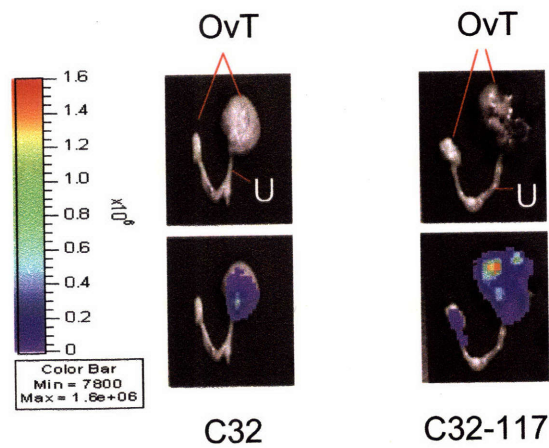 OvT
OvT
1.6
1.4
1.2
1.0
0.8
0.6
0.4
0.2
0
x10⁶
U
U
Color Bar
Min = 7800
Max = 1.6e+06
C32
C32-117